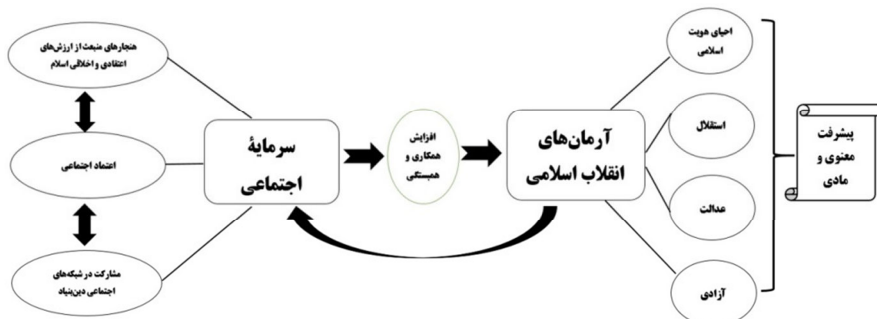 احیای هویت
اسلامی
هنجارهای منبعث از ارزش‌های
اعتقادی و اخلاقی اسلام
استقلال
پیشرفت
معنوی و
مادی
آرمان‌های
انقلاب اسلامی
افزایش
همکاری و
همبستگی
سرمایۀ
اجتماعی
اعتماد اجتماعی
عدالت
مشارکت در شبکه‌های
اجتماعی دین‌بنیاد
آزادی